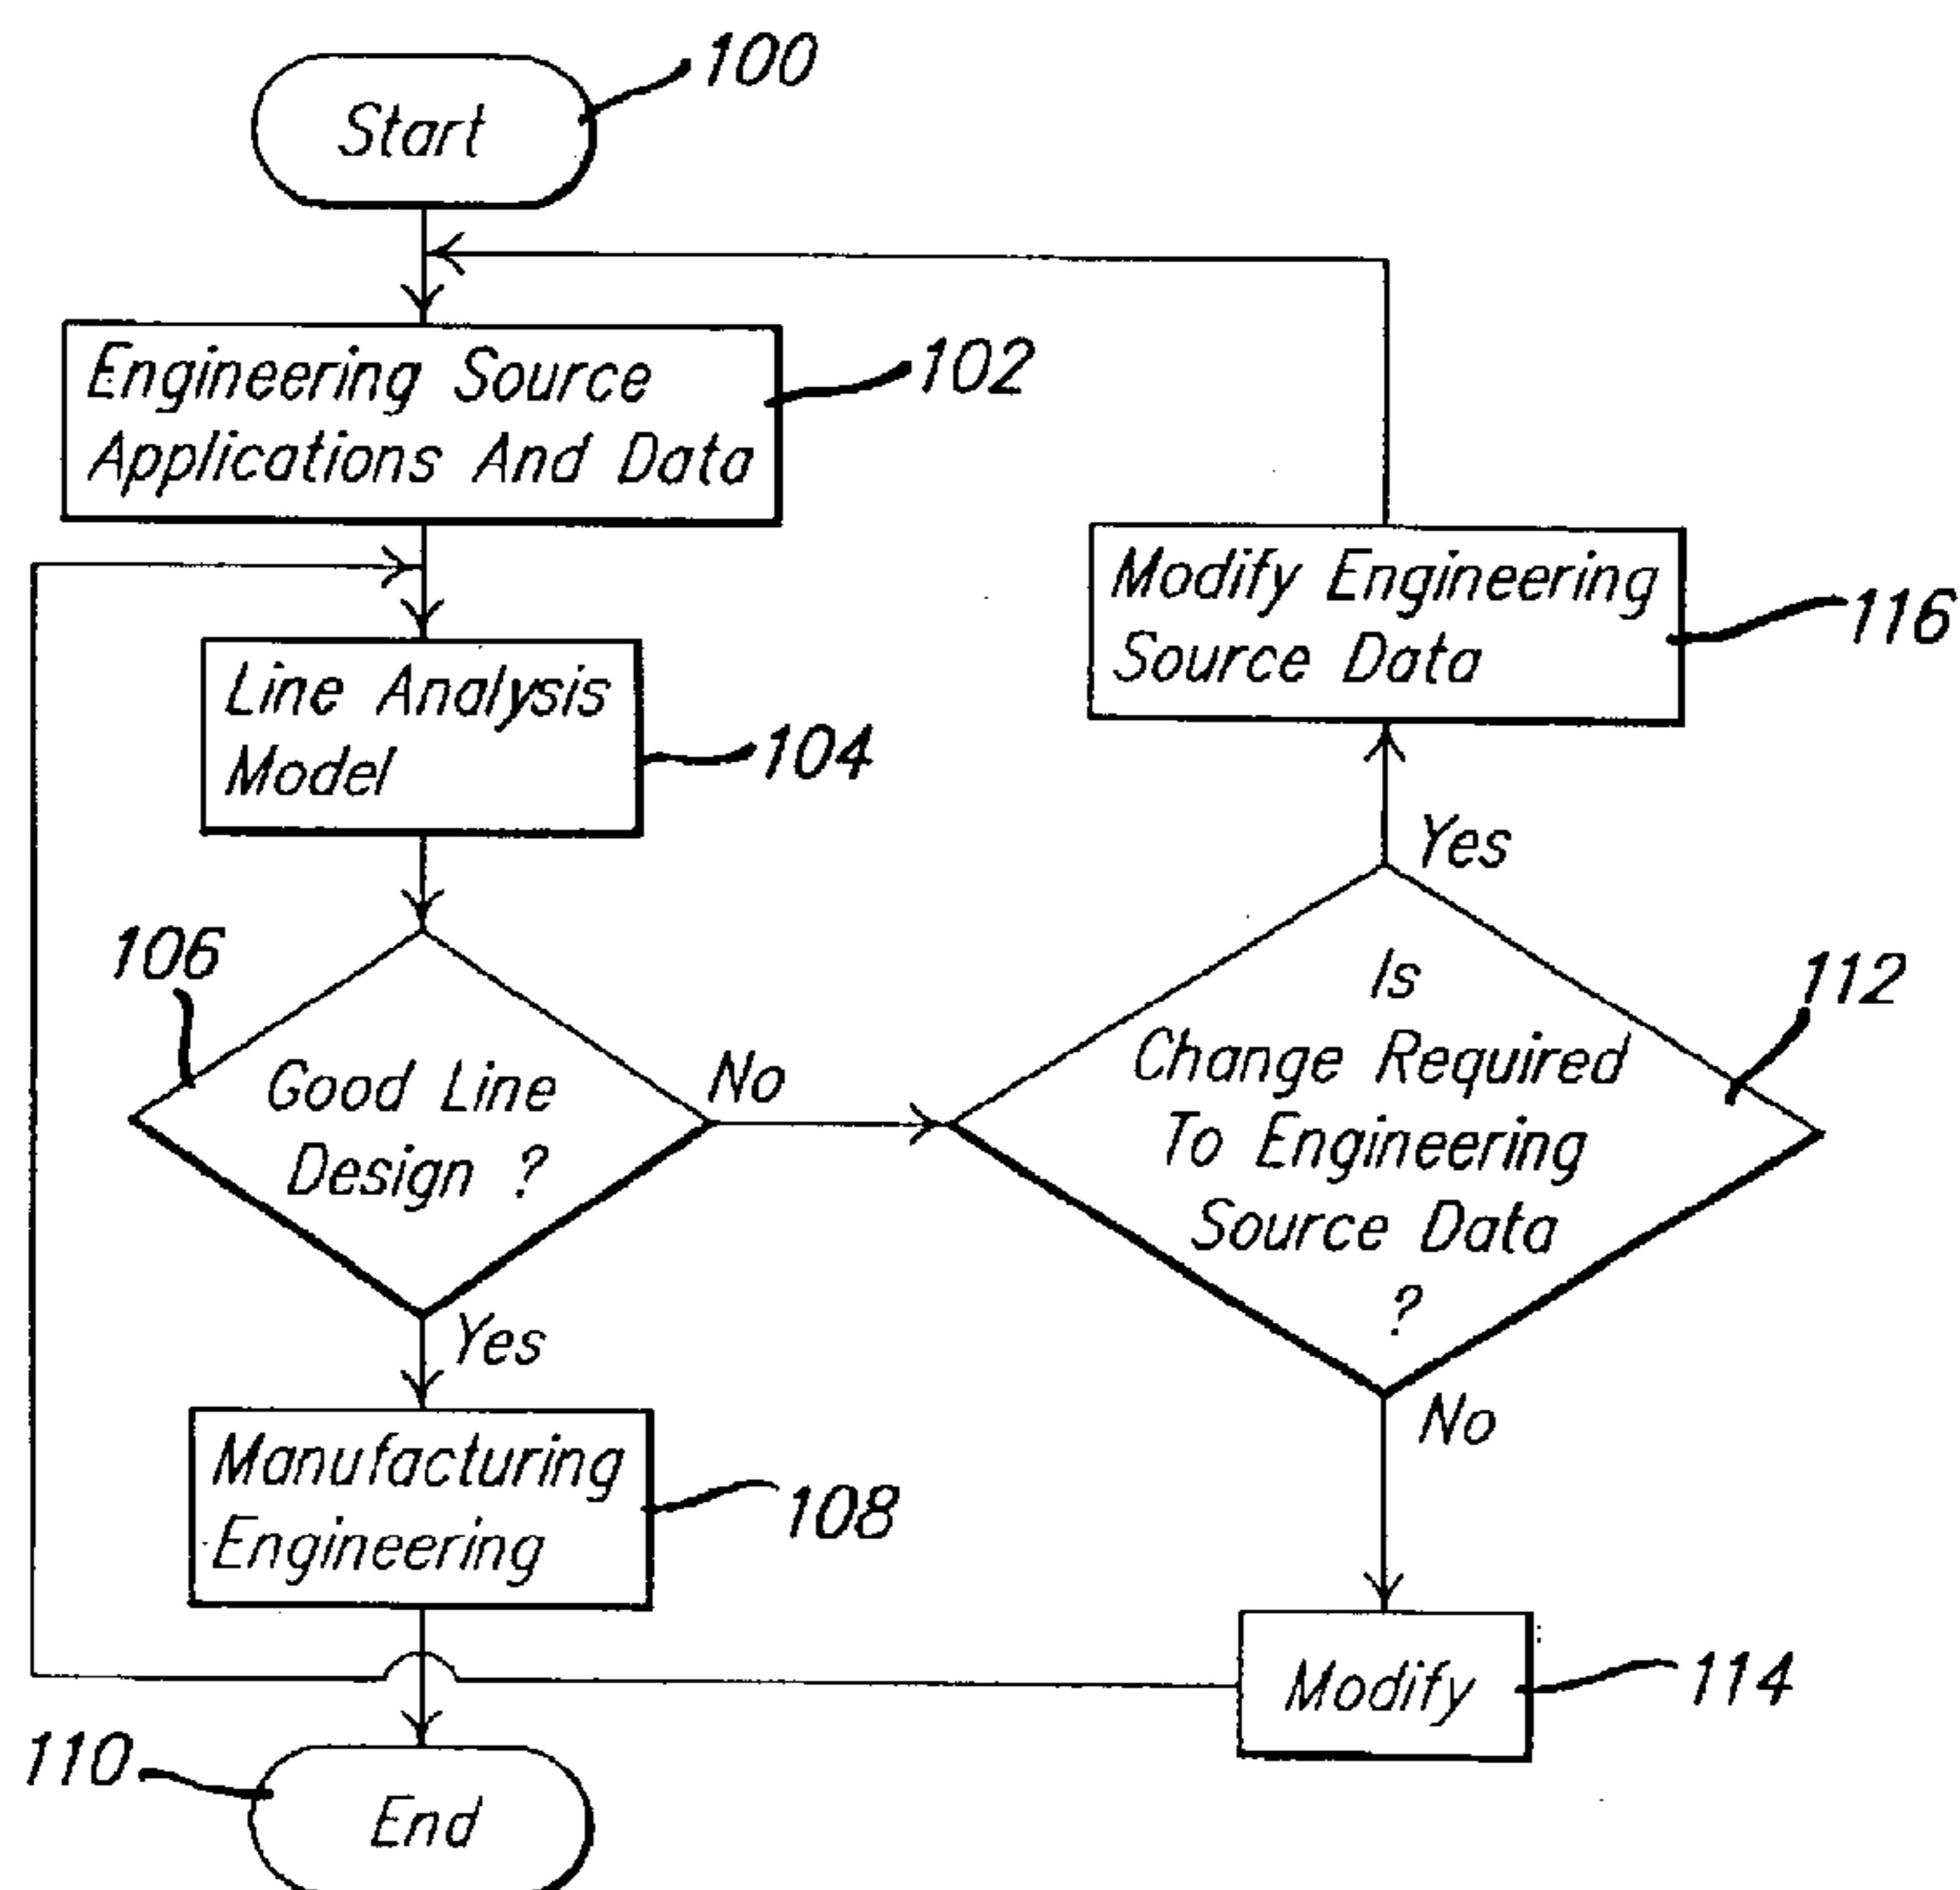 Start
100
Engineering Source
Applications And Data
102
Line Analysis
Model
104
106
Good Line
Design ?
No
Yes
Manufacturing
Engineering
108
110
End
Modify Engineering
Source Data
116
Yes
Is
Change Required
To Engineering
Source Data
?
112
No
Modify
114